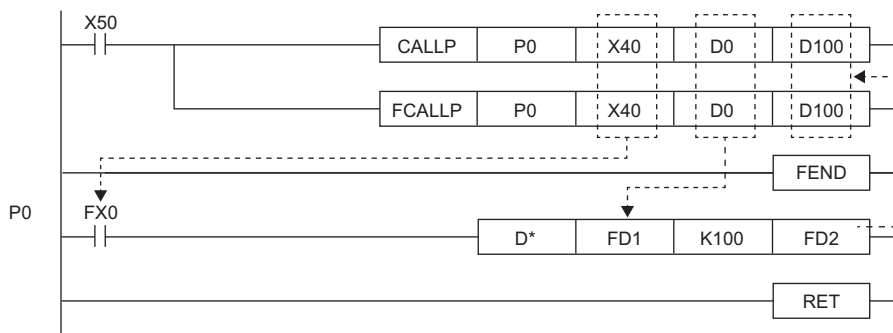 X50
CALLP P0 X40 D0 D100
FCALLP P0 X40 D0 D100
FEND
P0 FX0
D* FD1 K100 FD2
RET